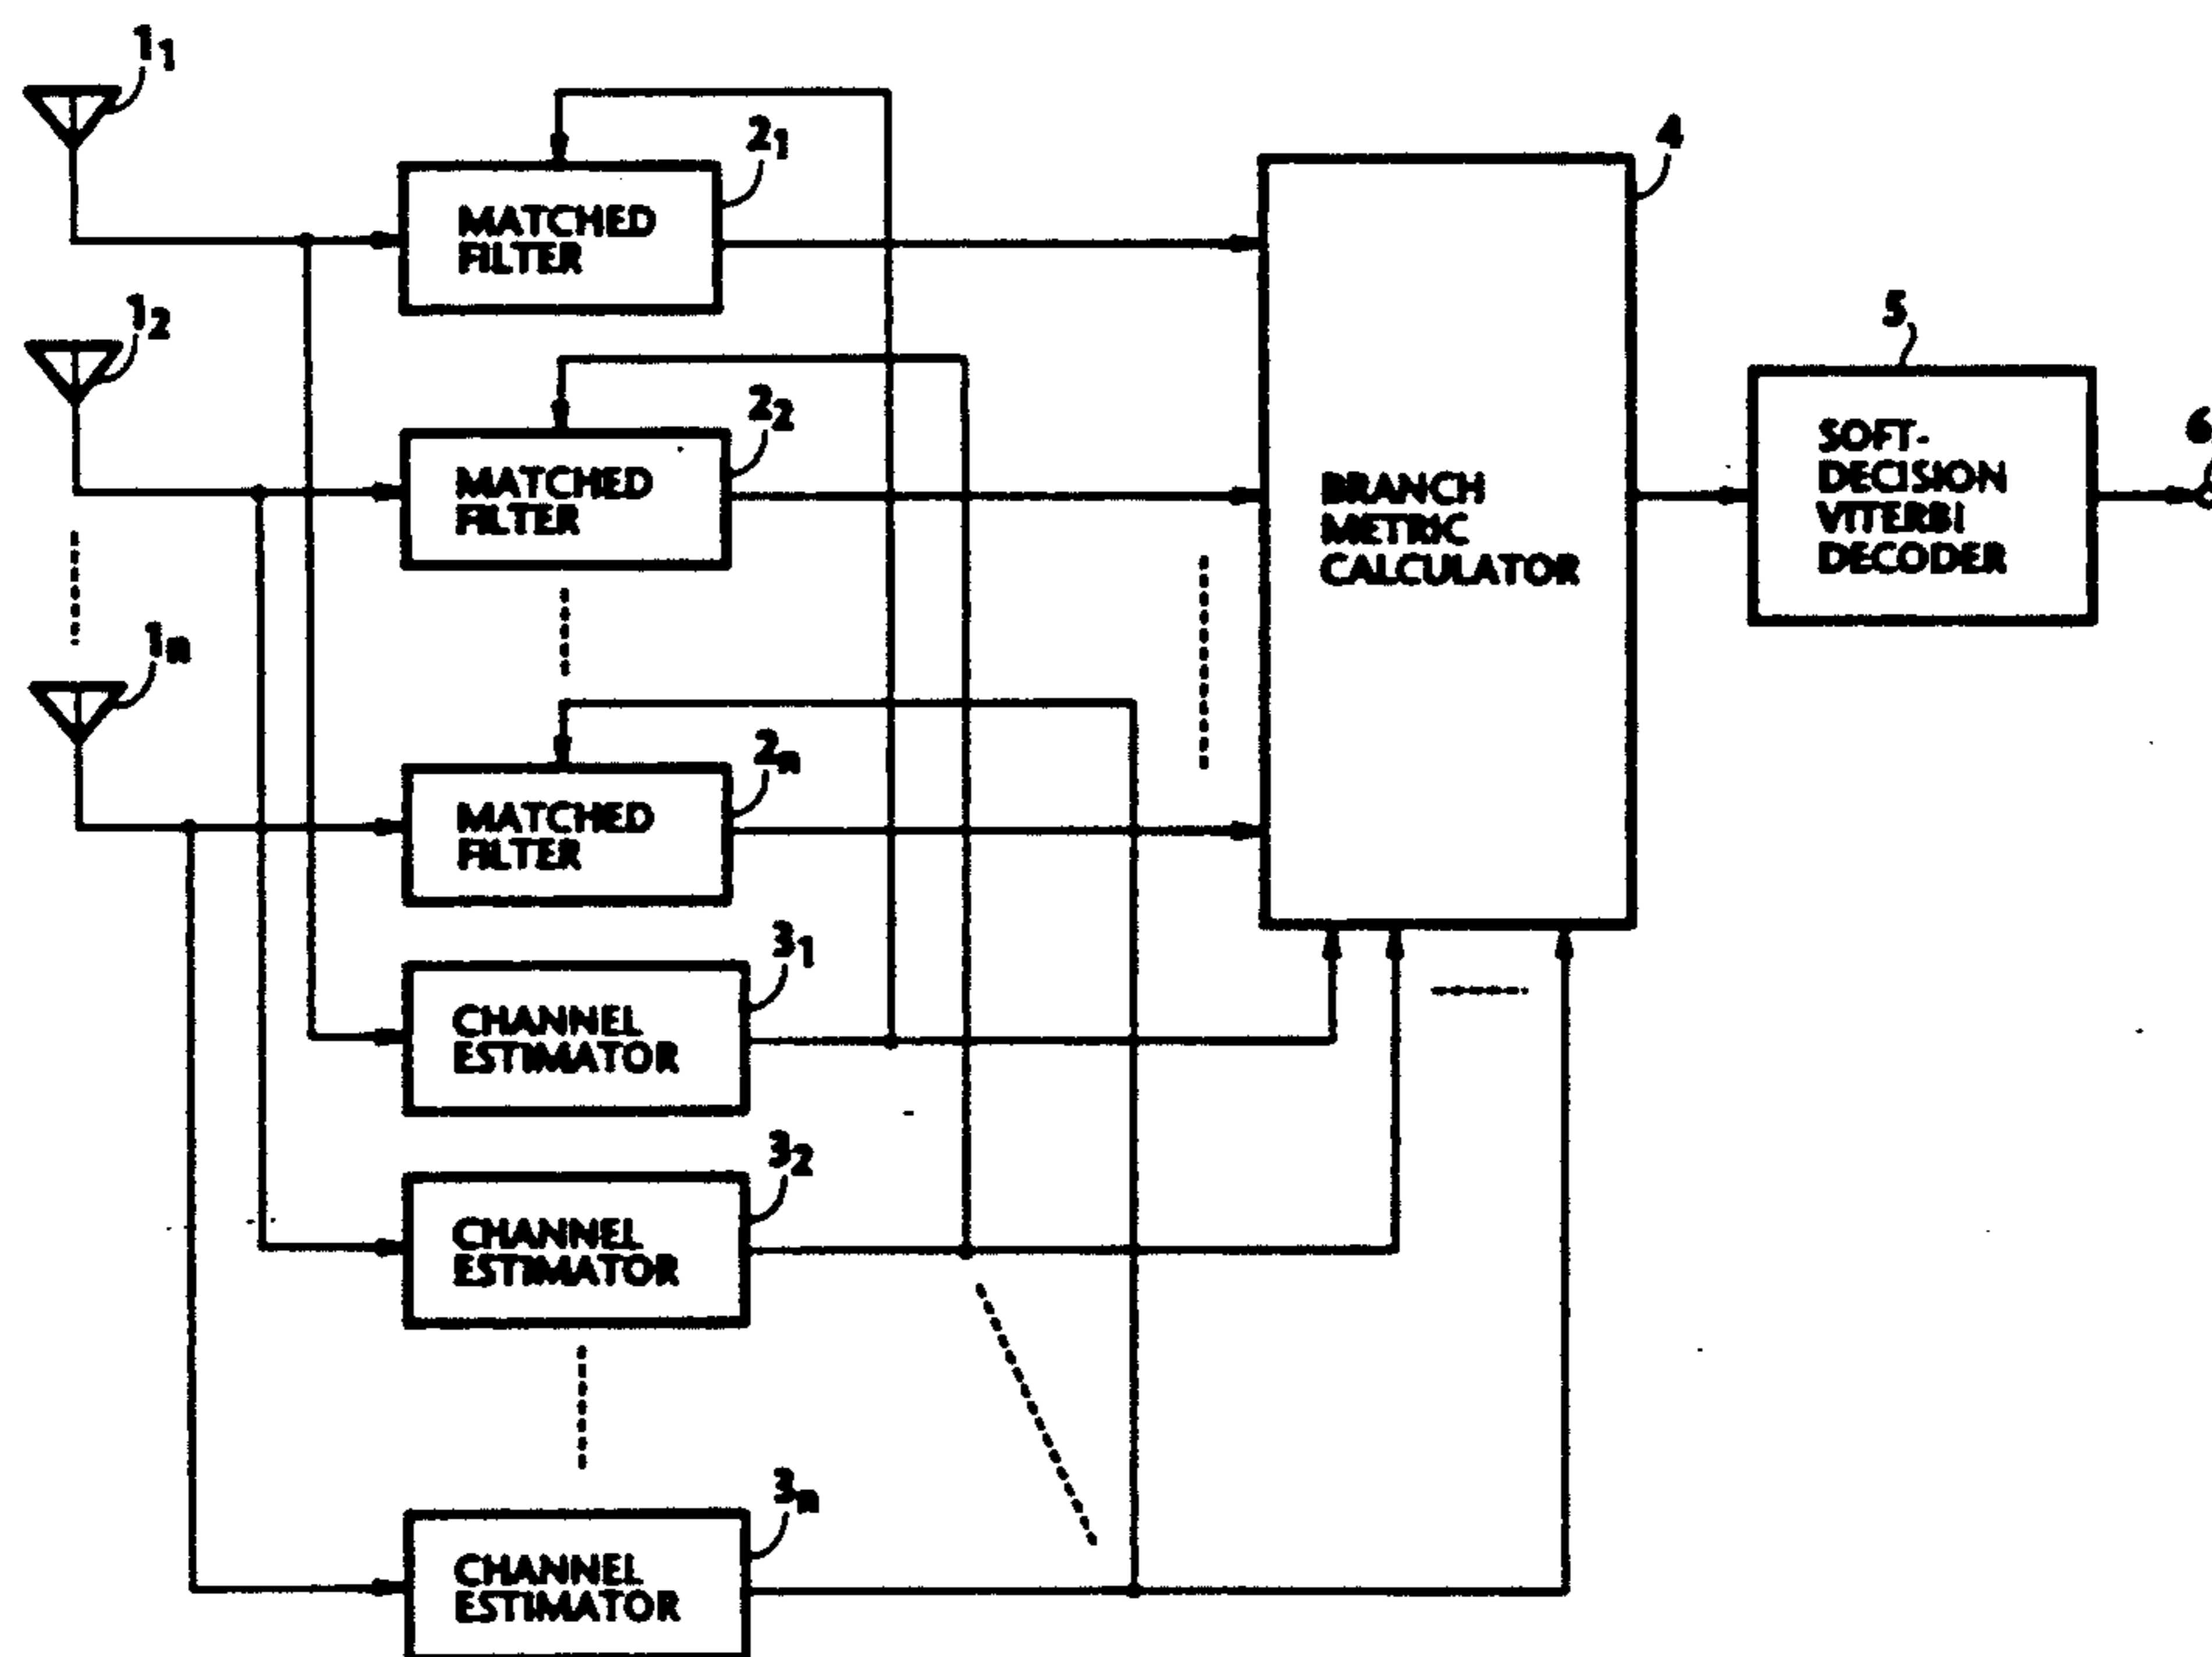 1₁
2₁
MATCHED
FILTER
4
1₂
2₂
MATCHED
FILTER
5
SOFT-
DECISION
VITERBI
DECODER
6
BRANCH
METRIC
CALCULATOR
1n
2n
MATCHED
FILTER
3₁
CHANNEL
ESTIMATOR
3₂
CHANNEL
ESTIMATOR
3n
CHANNEL
ESTIMATOR